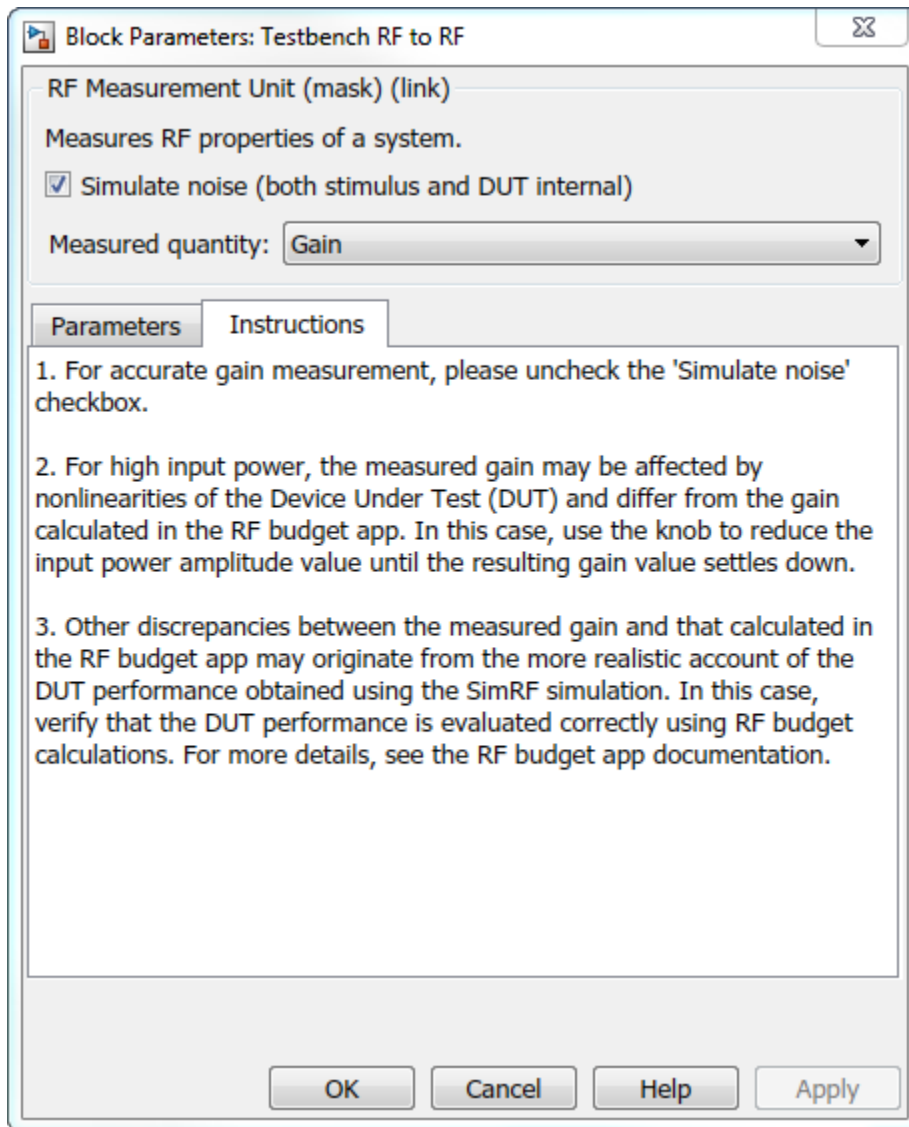 Block Parameters: Testbench RF to RF
RF Measurement Unit (mask) (link)
Measures RF properties of a system.
Simulate noise (both stimulus and DUT internal)
Measured quantity: Gain
Parameters Instructions
1. For accurate gain measurement, please uncheck the 'Simulate noise'
checkbox.
2. For high input power, the measured gain may be affected by
nonlinearities of the Device Under Test (DUT) and differ from the gain
calculated in the RF budget app. In this case, use the knob to reduce the
input power amplitude value until the resulting gain value settles down.
3. Other discrepancies between the measured gain and that calculated in
the RF budget app may originate from the more realistic account of the
DUT performance obtained using the SimRF simulation. In this case,
verify that the DUT performance is evaluated correctly using RF budget
calculations. For more details, see the RF budget app documentation.
OK Cancel Help Apply